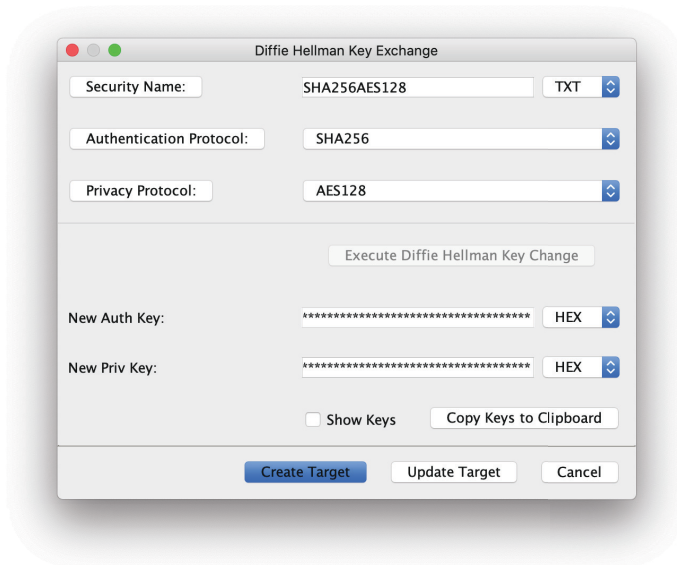 Diffie Hellman Key Exchange
Security Name: SHA256AES128 TXT
Authentication Protocol: SHA256
Privacy Protocol: AES128
Execute Diffie Hellman Key Change
New Auth Key: ************************************* HEX
New Priv Key: ************************************* HEX
Show Keys Copy Keys to Clipboard
Create Target Update Target Cancel